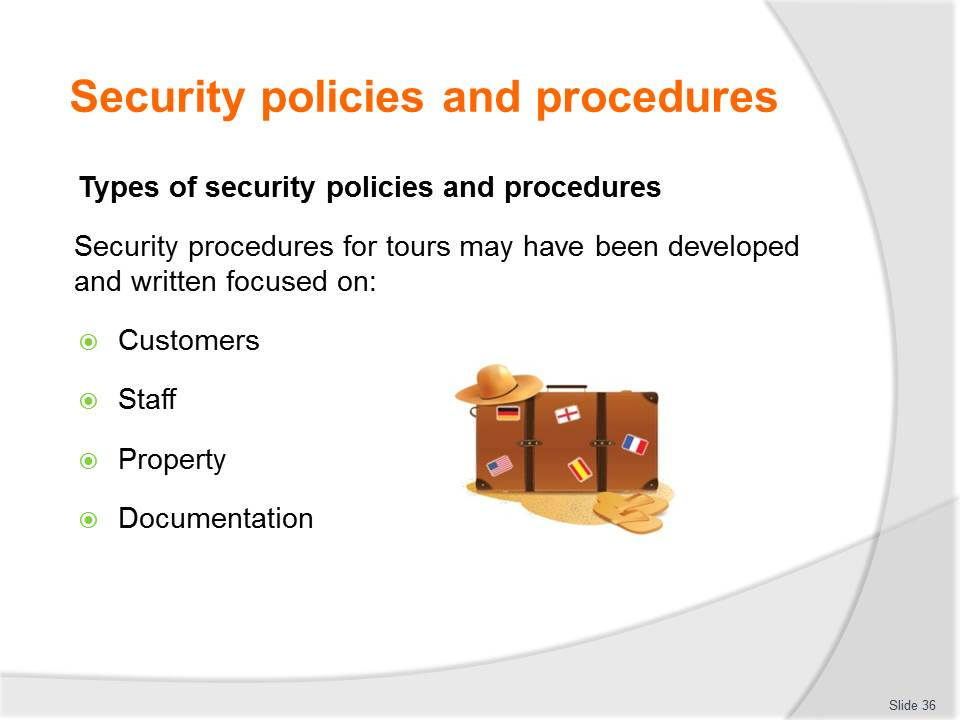 Security policies and procedures
Types of security policies and procedures
Security procedures for tours may have been developed
and written focused on:
Customers
Staff
Property
Documentation
Slide 36